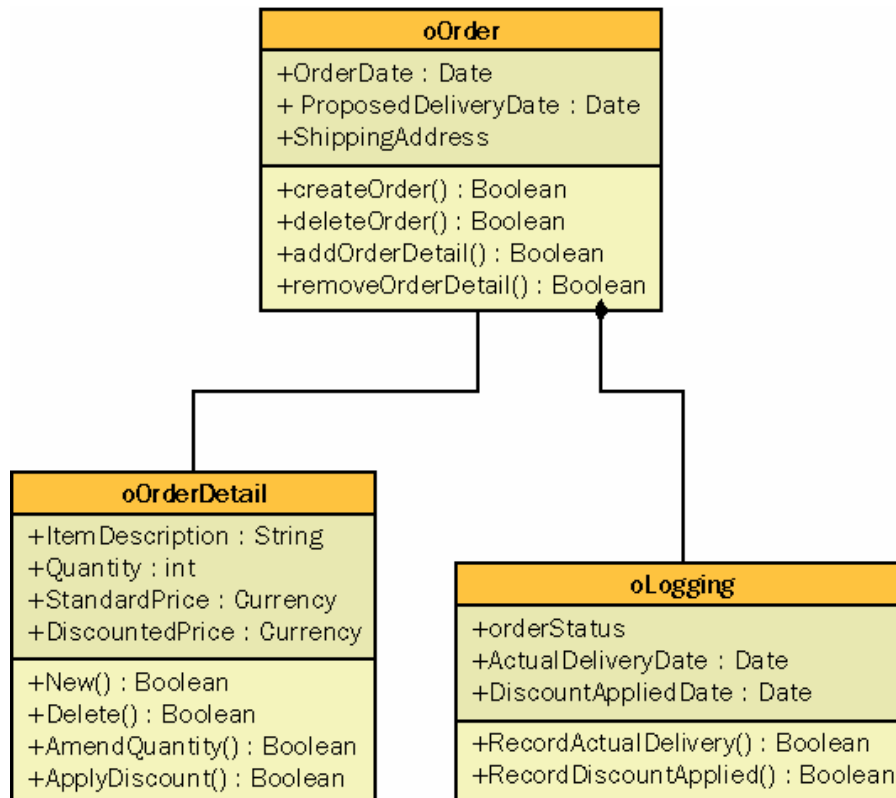 oOrder
+OrderDate : Date
+ ProposedDeliveryDate : Date
+ShippingAddress
+createOrder() : Boolean
+deleteOrder() : Boolean
+addOrderDetail() : Boolean
+removeOrderDetail() : Boolean
oOrderDetail
+ItemDescription : String
+Quantity : int
+StandardPrice : Currency
+DiscountedPrice : Currency
+New() : Boolean
+Delete() : Boolean
+AmendQuantity() : Boolean
+ApplyDiscount() : Boolean
oLogging
+orderStatus
+ActualDeliveryDate : Date
+DiscountAppliedDate : Date
+RecordActualDelivery() : Boolean
+RecordDiscountApplied() : Boolean